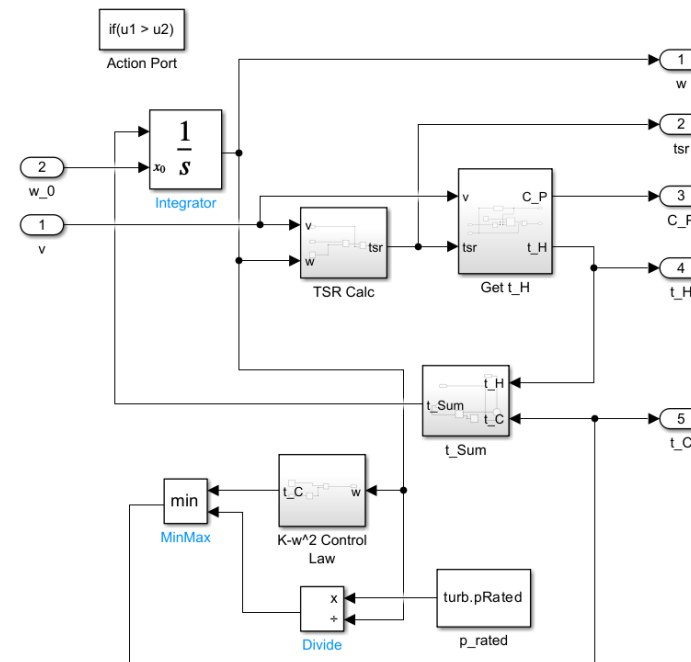 if(u1 > u2)
Action Port
1
w
1
s
x₀
Integrator
2
w_0
2
tsr
1
v
v
w
tsr
TSR Calc
v
tsr
C_P
t_H
Get t_H
3
4
t_H
t_Sum
t_H
t_C
t_Sum
5
min
MinMax
t_C
w
K-w^2 Control
Law
x
÷
Divide
turb.pRated
p_rated